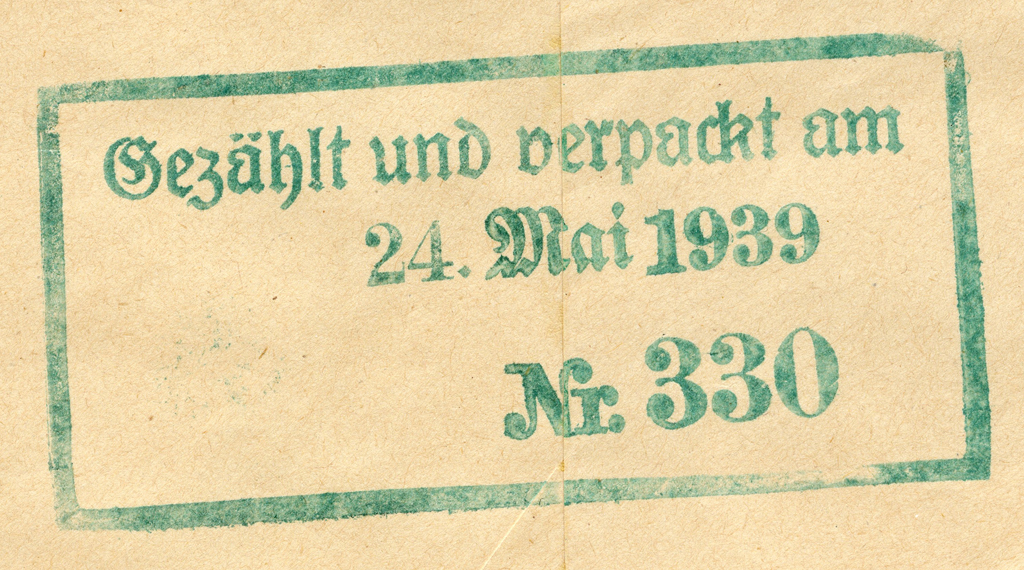 Gezählt und verpackt am
24. Mai 1939
Nr. 330